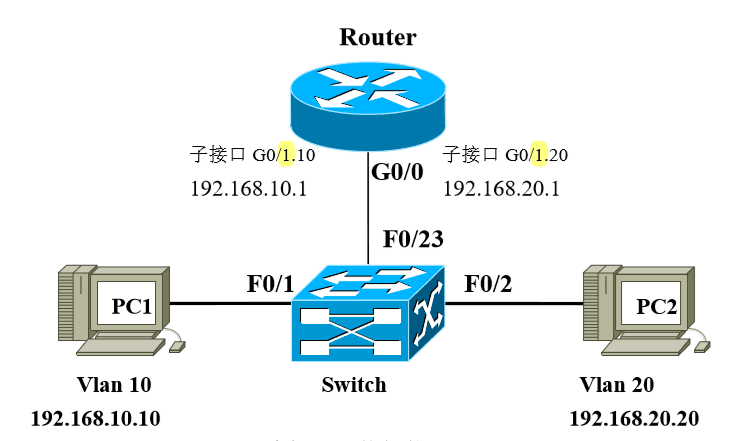 Router
子接口 G0/1.10
子接口 G0/1.20
G0/0
192.168.10.1
192.168.20.1
F0/23
F0/1
F0/2
PC1
PC2
Vlan 10
Switch
Vlan 20
192.168.10.10
192.168.20.20